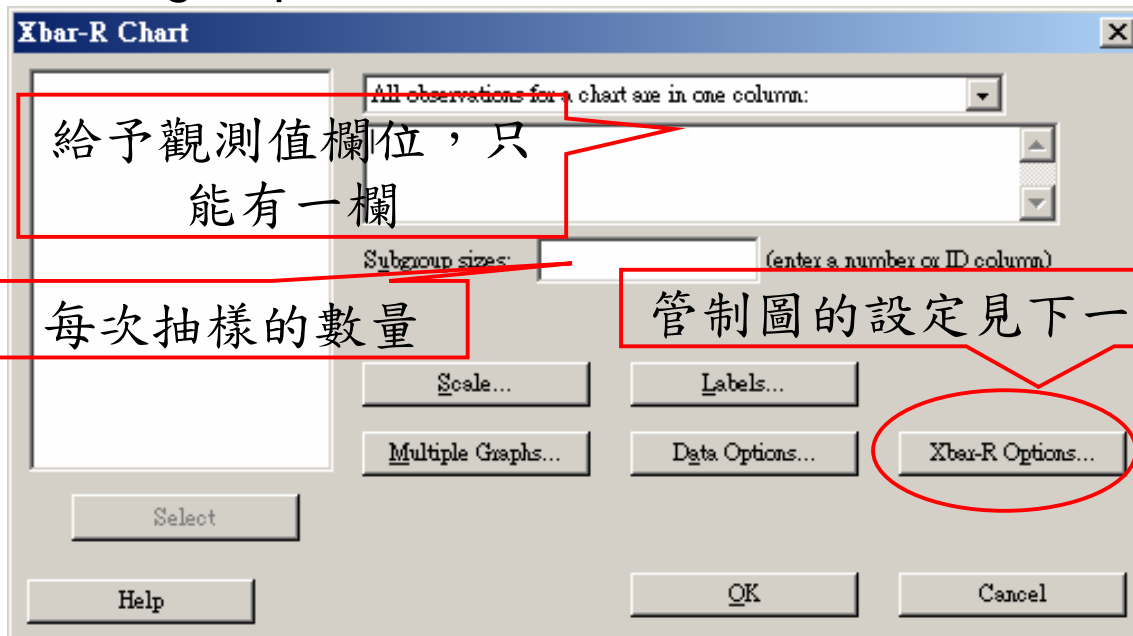 Xbar-R Chart
All observations for a chart are in one column:
給予觀測值欄位，只
能有一欄
Subgroup sizes:
(enter a number or ID column)
每次抽樣的數量
管制圖的設定見下一
Scale...
Labels...
Multiple Graphs...
Data Options...
Xbar-R Options...
Select
Help
OK
Cancel